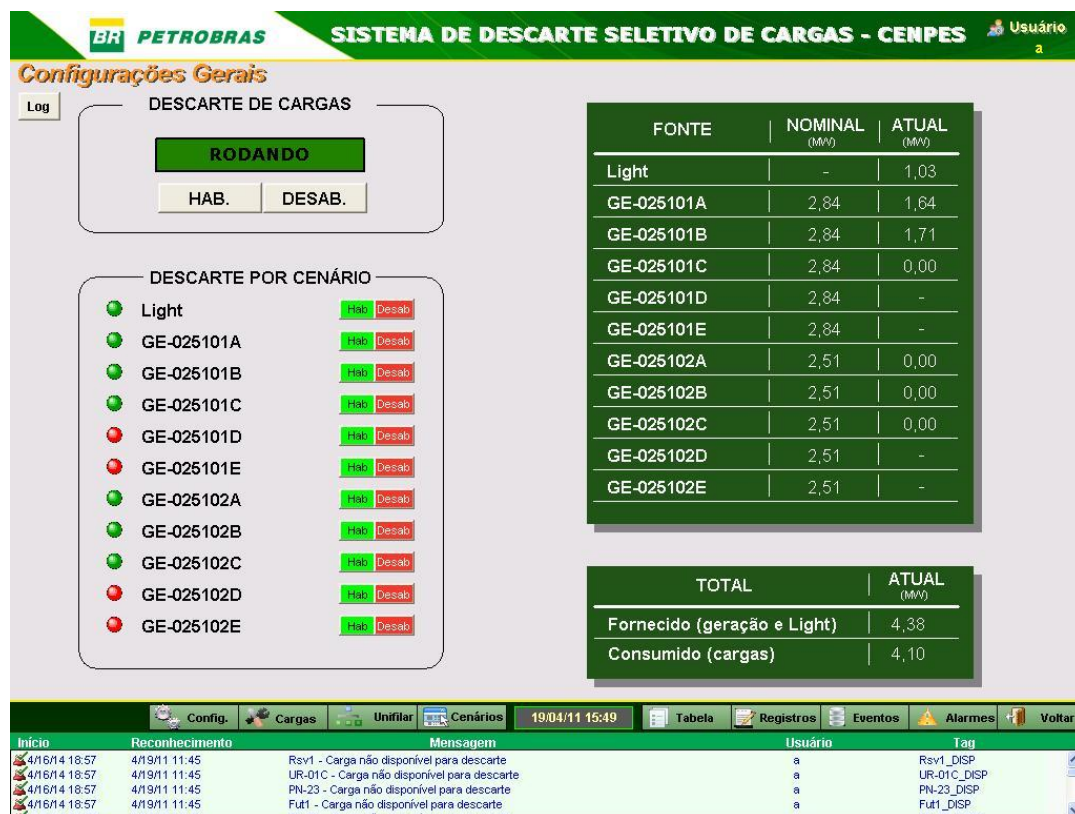 BR PETROBRAS SISTEMA DE DESCARTE SELETIVO DE CARGAS - CENPES Usuário
a
Configurações Gerais
Log
DESCARTE DE CARGAS
RODANDO
HAB. DESAB.
DESCARTE POR CENÁRIO
Light Hab Desab
GE-025101A Hab Desab
GE-025101B Hab Desab
GE-025101C Hab Desab
GE-025101D Hab Desab
GE-025101E Hab Desab
GE-025102A Hab Desab
GE-025102B Hab Desab
GE-025102C Hab Desab
GE-025102D Hab Desab
GE-025102E Hab Desab
FONTE NOMINAL ATUAL
(MW) (MW)
Light - 1,03
GE-025101A 2,84 1,64
GE-025101B 2,84 1,71
GE-025101C 2,84 0,00
GE-025101D 2,84 -
GE-025101E 2,84 -
GE-025102A 2,51 0,00
GE-025102B 2,51 0,00
GE-025102C 2,51 0,00
GE-025102D 2,51 -
GE-025102E 2,51 -
TOTAL ATUAL
(MW)
Fornecido (geração e Light) 4,38
Consumido (cargas) 4,10
Config. Cargas Unifilar Cenários 19/04/11 15:49 Tabela Registros Eventos Alarmes Voltar
Início Reconhecimento Mensagem Usuário Tag
4/16/14 18:57 4/19/11 11:45 Rsv1 - Carga não disponível para descarte a Rsv1_DISP
4/16/14 18:57 4/19/11 11:45 UR-01C - Carga não disponível para descarte a UR-01C_DISP
4/16/14 18:57 4/19/11 11:45 PN-23 - Carga não disponível para descarte a PN-23_DISP
4/16/14 18:57 4/19/11 11:45 Fut1 - Carga não disponível para descarte a Fut1_DISP